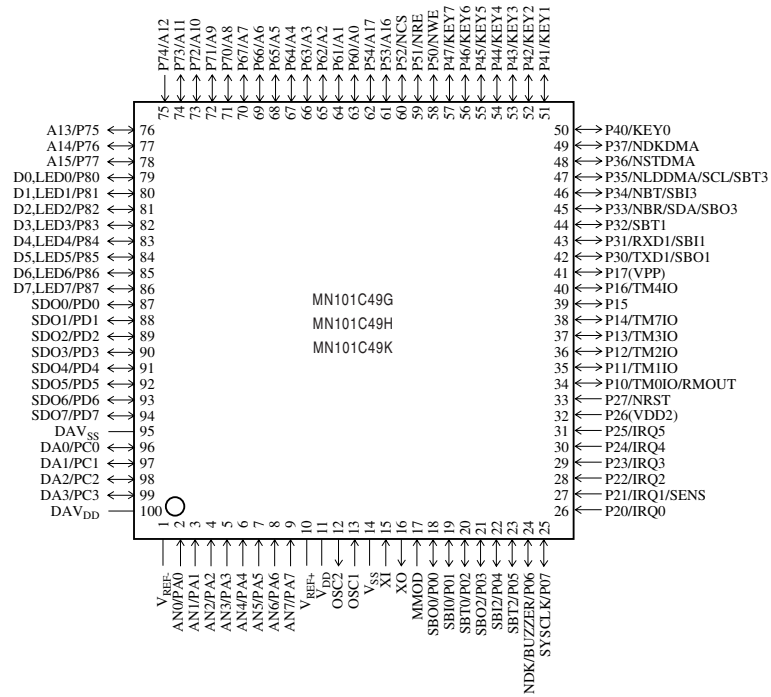 P74/A12
P73/A11
P72/A10
P71/A9
P70/A8
P67/A7
P66/A6
P65/A5
P64/A4
P63/A3
P62/A2
P61/A1
P60/A0
P54/A17
P53/A16
P52/NCS
P51/NRE
P50/NWE
P47/KEY7
P46/KEY6
P45/KEY5
P44/KEY4
P43/KEY3
P42/KEY2
P41/KEY1
75 74 73 72 71 70 69 68 67 66 65 64 63 62 61 60 59 58 57 56 55 54 53 52 51
A13/P75 76
A14/P76 77
A15/P77 78
D0,LED0/P80 79
D1,LED1/P81 80
D2,LED2/P82 81
D3,LED3/P83 82
D4,LED4/P84 83
D5,LED5/P85 84
D6,LED6/P86 85
D7,LED7/P87 86
SDO0/PD0 87
SDO1/PD1 88
SDO2/PD2 89
SDO3/PD3 90
SDO4/PD4 91
SDO5/PD5 92
SDO6/PD6 93
SDO7/PD7 94
DAVSS 95
DA0/PC0 96
DA1/PC1 97
DA2/PC2 98
DA3/PC3 99
DAVDD 100
MN101C49G
MN101C49H
MN101C49K
50 P40/KEY0
49 P37/NDKDMA
48 P36/NSTDMA
47 P35/NLDDMA/SCL/SBT3
46 P34/NBT/SBI3
45 P33/NBR/SDA/SBO3
44 P32/SBT1
43 P31/RXD1/SBI1
42 P30/TXD1/SBO1
41 P17(VPP)
40 P16/TM4IO
39 P15
38 P14/TM7IO
37 P13/TM3IO
36 P12/TM2IO
35 P11/TM1IO
34 P10/TM0IO/RMOUT
33 P27/NRST
32 P26(VDD2)
31 P25/IRQ5
30 P24/IRQ4
29 P23/IRQ3
28 P22/IRQ2
27 P21/IRQ1/SENS
26 P20/IRQ0
1 2 3 4 5 6 7 8 9 10 11 12 13 14 15 16 17 18 19 20 21 22 23 24 25
VREF-
AN0/PA0
AN1/PA1
AN2/PA2
AN3/PA3
AN4/PA4
AN5/PA5
AN6/PA6
AN7/PA7
VREF+
VDD
OSC2
OSC1
VSS
XI
XO
MMOD
SBO0/P00
SBI0/P01
SBT0/P02
SBO2/P03
SBI2/P04
SBT2/P05
NDK/BUZZER/P06
SYSCLK/P07